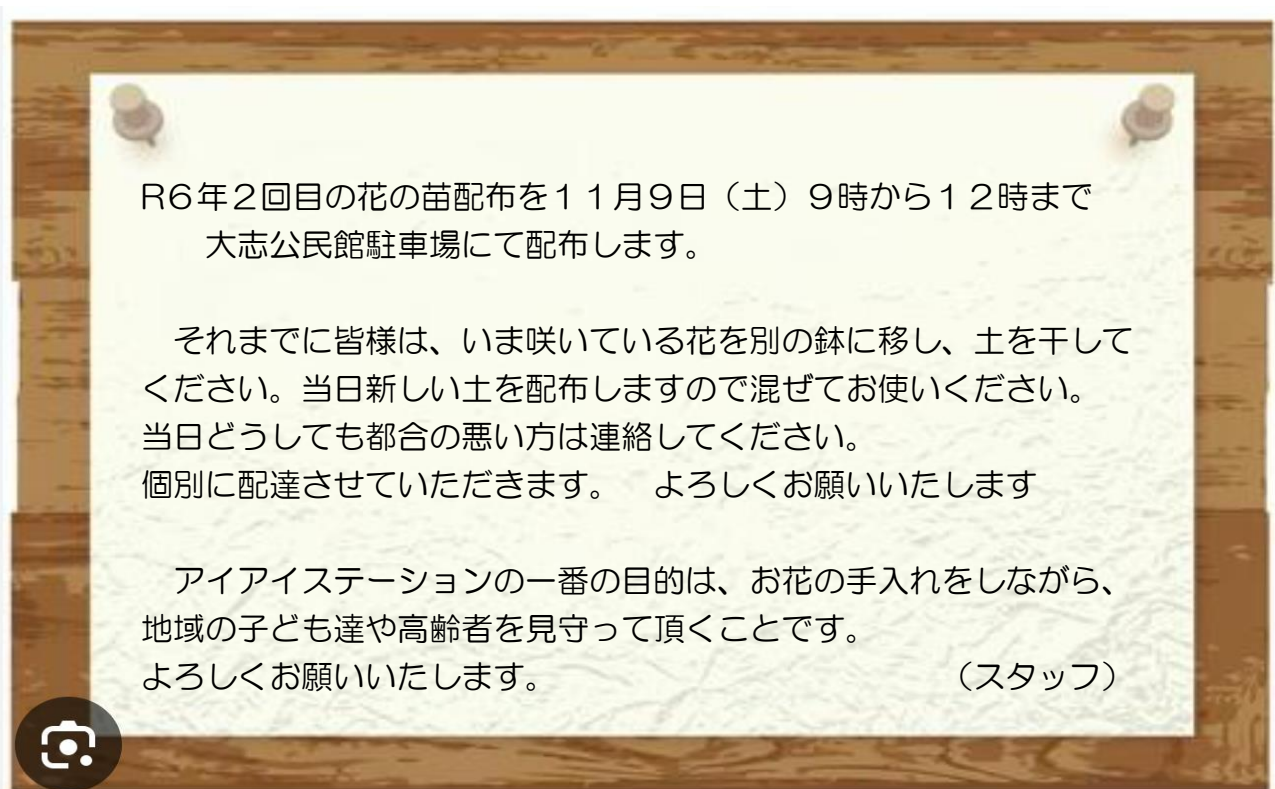 R6年2回目の花の苗配布を11月9日(土)9時から12時まで
大志公民館駐車場にて配布します。
それまでに皆様は、いま咲いている花を別の鉢に移し、土を干して
ください。当日新しい土を配布しますので混ぜてお使いください。
当日どうしても都合の悪い方は連絡してください。
個別に配達させていただきます。 よろしくお願いいたします
アイアイステーションの一番の目的は、お花の手入れをしながら、
地域の子ども達や高齢者を見守って頂くことです。
よろしくお願いいたします。 (スタッフ)